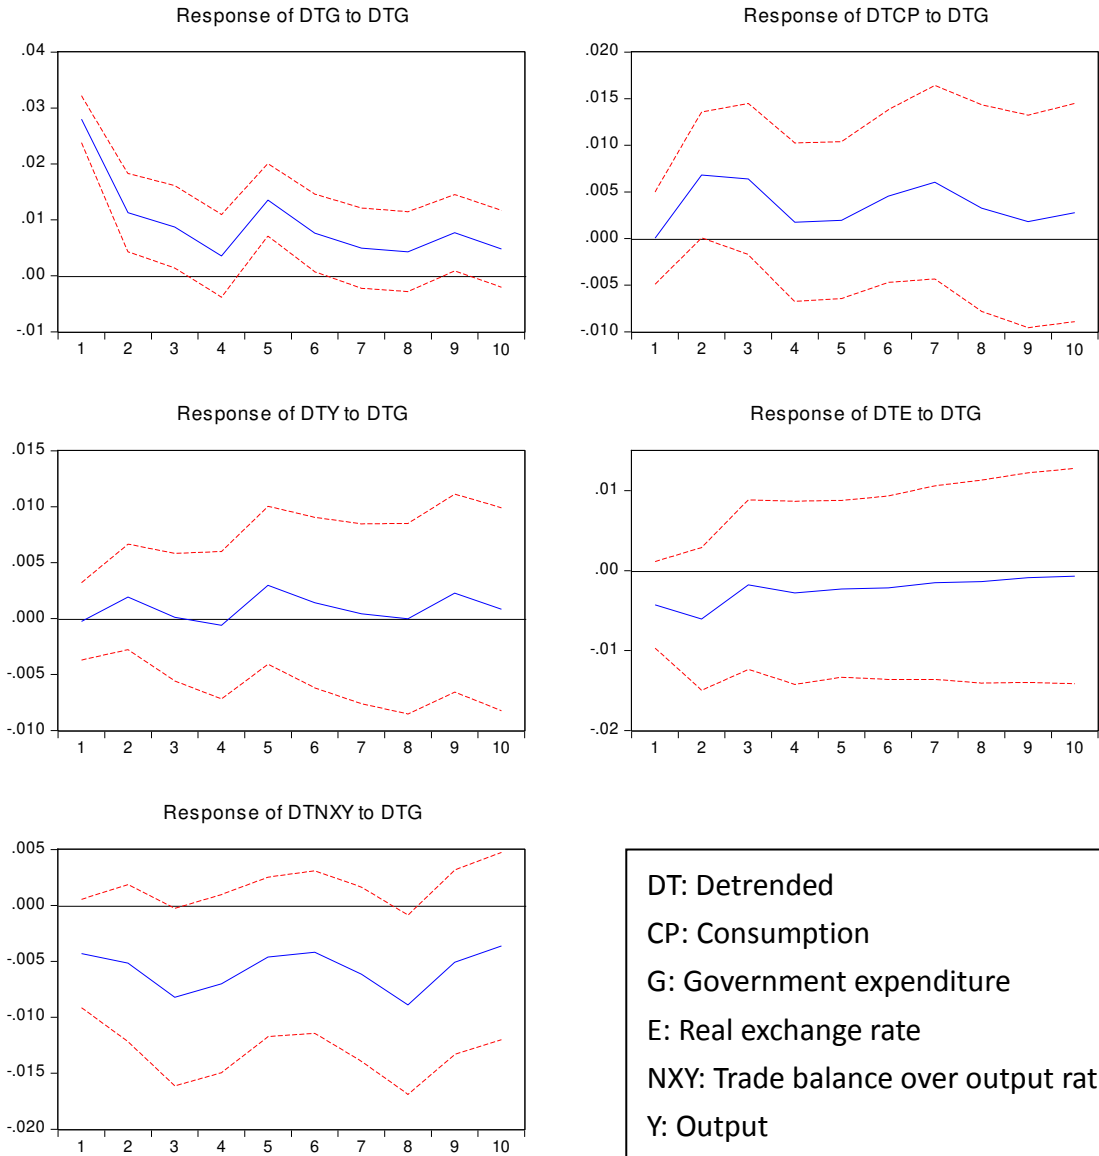 Response of DTG to DTG
.04
.03
.02
.01
.00
-.01
1 2 3 4 5 6 7 8 9 10
Response of DTCP to DTG
.020
.015
.010
.005
.000
-.005
-.010
1 2 3 4 5 6 7 8 9 10
Response of DTY to DTG
.015
.010
.005
.000
-.005
-.010
1 2 3 4 5 6 7 8 9 10
Response of DTE to DTG
.01
.00
-.01
-.02
1 2 3 4 5 6 7 8 9 10
Response of DTNXY to DTG
.005
.000
-.005
-.010
-.015
-.020
1 2 3 4 5 6 7 8 9 10
DT: Detrended
CP: Consumption
G: Government expenditure
E: Real exchange rate
NXY: Trade balance over output rat
Y: Output